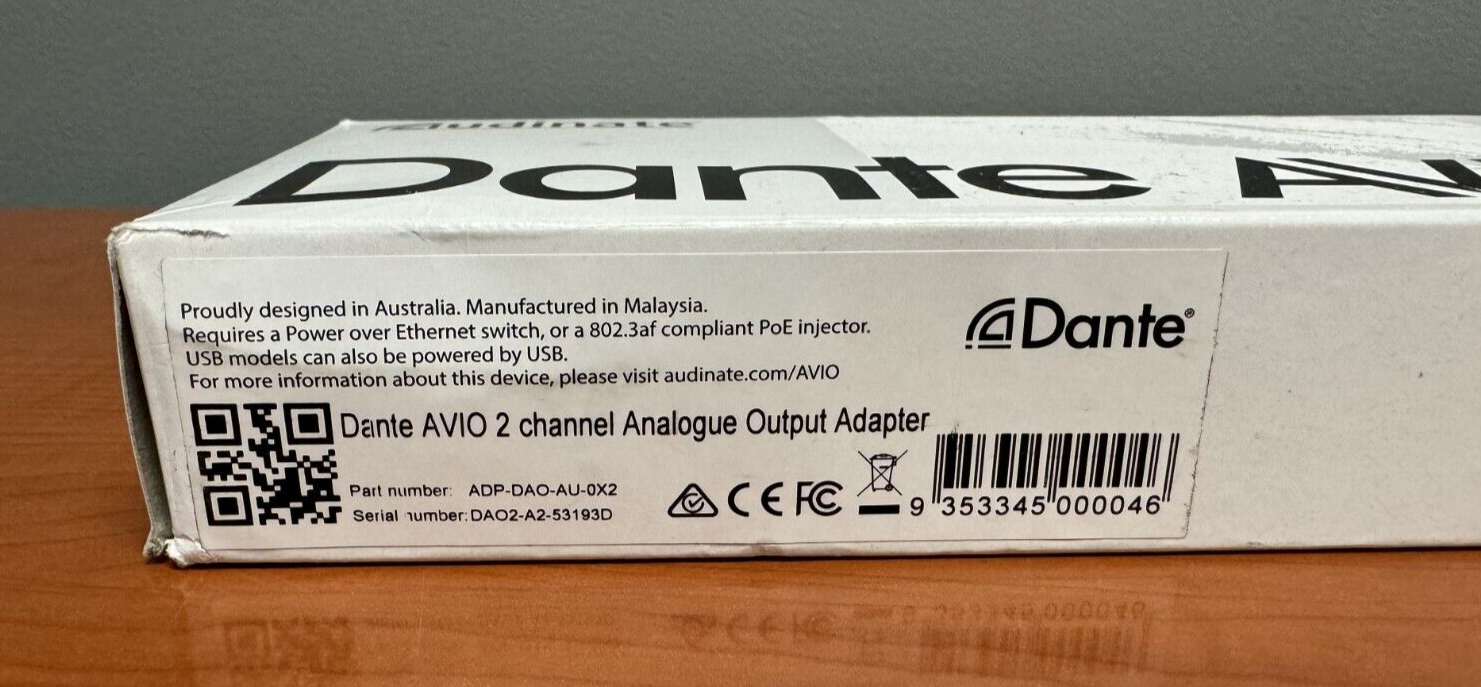 Audinate
Dante AV
Proudly designed in Australia. Manufactured in Malaysia.
Requires a Power over Ethernet switch, or a 802.3af compliant PoE injector.
USB models can also be powered by USB.
For more information about this device, please visit audinate.com/AVIO
Dante®
Dante AVIO 2 channel Analogue Output Adapter
Part number: ADP-DAO-AU-0X2
Serial number: DAO2-A2-53193D
CE FC
9 353345 000046